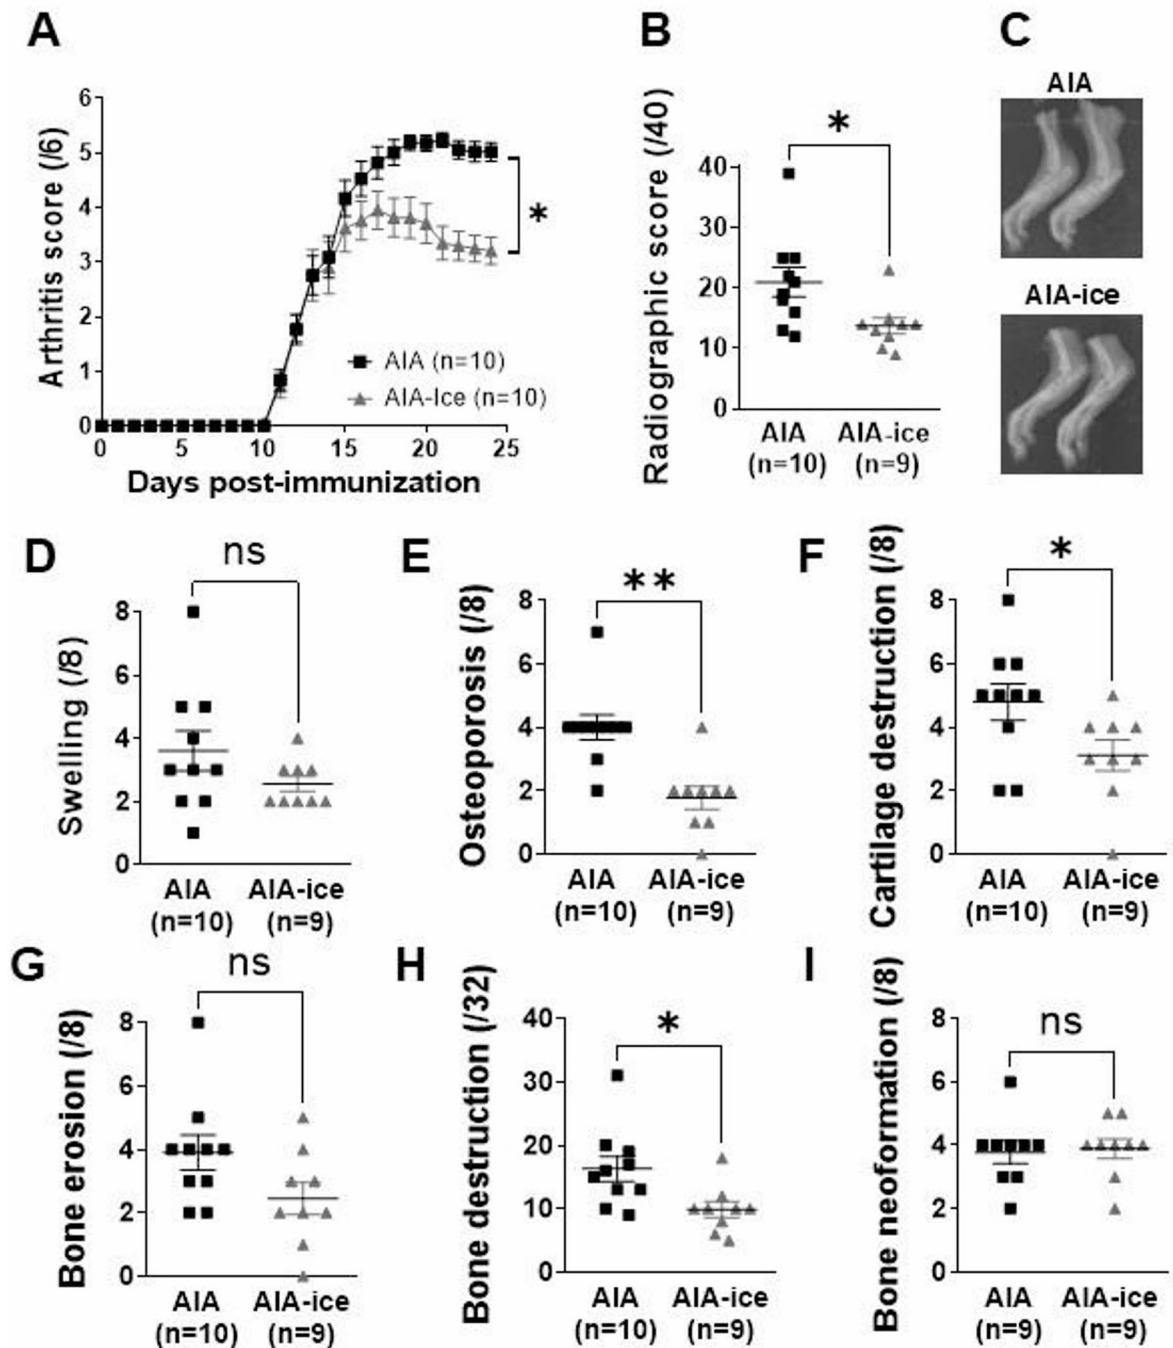 A
Arthritis score (/6)
6
5
4
3
2
1
0
0 5 10 15 20 25
Days post-immunization
AIA (n=10)
AIA-Ice (n=10)
*
B
Radiographic score (/40)
*
40
30
20
10
0
AIA AIA-ice
(n=10) (n=9)
C
AIA
AIA-ice
D
Swelling (/8)
ns
8
6
4
2
0
AIA AIA-ice
(n=10) (n=9)
E
Osteoporosis (/8)
**
8
6
4
2
0
AIA AIA-ice
(n=10) (n=9)
F
Cartilage destruction (/8)
*
8
6
4
2
0
AIA AIA-ice
(n=10) (n=9)
G
Bone erosion (/8)
ns
8
6
4
2
0
AIA AIA-ice
(n=10) (n=9)
H
Bone destruction (/32)
*
40
30
20
10
0
AIA AIA-ice
(n=10) (n=9)
I
Bone neoformation (/8)
ns
8
6
4
2
0
AIA AIA-ice
(n=9) (n=9)